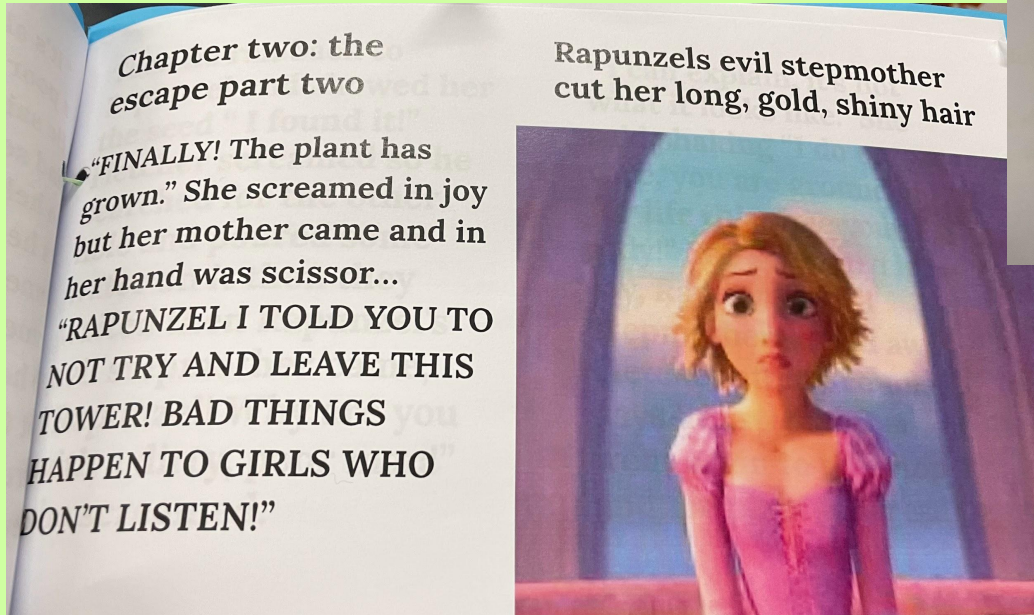 Chapter two: the
escape part two
“FINALLY! The plant has
grown.” She screamed in joy
but her mother came and in
her hand was scissor...
“RAPUNZEL I TOLD YOU TO
NOT TRY AND LEAVE THIS
TOWER! BAD THINGS
HAPPEN TO GIRLS WHO
DON’T LISTEN!”
Rapunzels evil stepmother
cut her long, gold, shiny hair